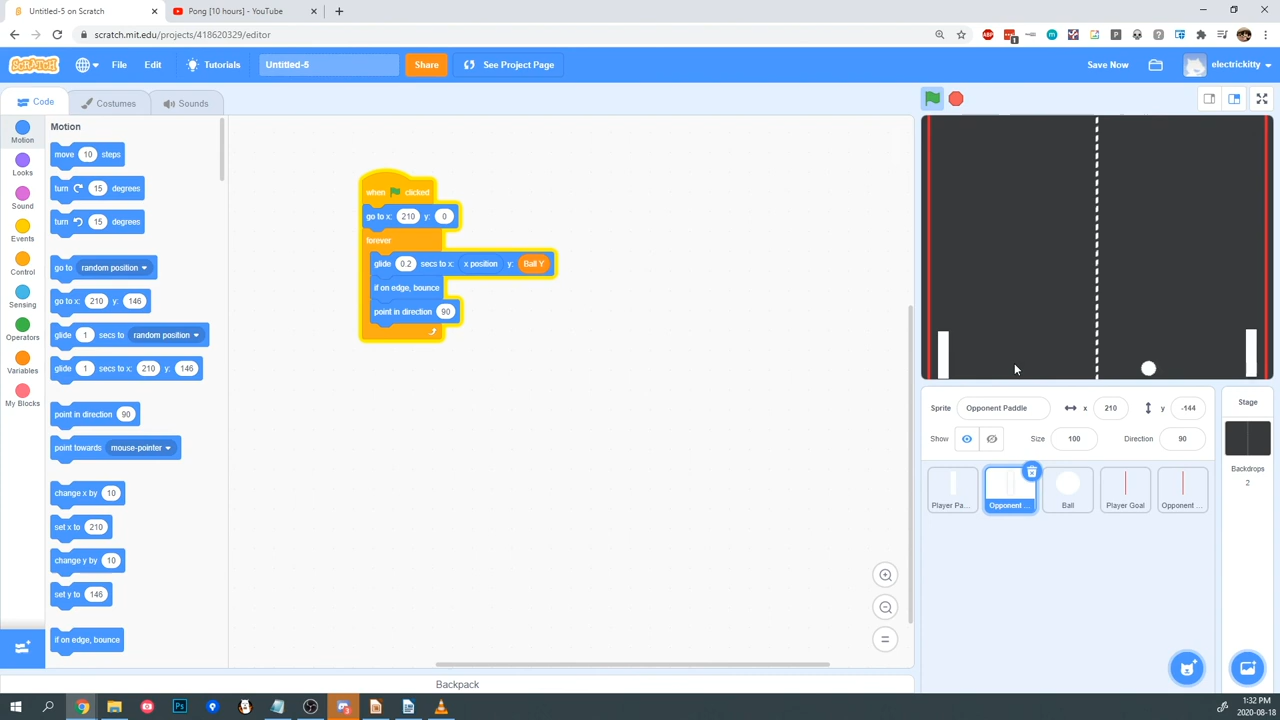 Untitled-5 on Scratch
Pong [10 hours] - YouTube
scratch.mit.edu/projects/418620329/editor
ABP
1
m
P
SCRATCH
File
Edit
Tutorials
Untitled-5
Share
See Project Page
Save Now
electrickitty
Code
Costumes
Sounds
Motion
Looks
Sound
Events
Control
Sensing
Operators
Variables
My Blocks
Motion
move 10 steps
turn 15 degrees
turn 15 degrees
go to random position
go to x: 210 y: 146
glide 1 secs to random position
glide 1 secs to x: 210 y: 146
point in direction 90
point towards mouse-pointer
change x by 10
set x to 210
change y by 10
set y to 146
if on edge, bounce
when clicked
go to x: 210 y: 0
forever
glide 0.2 secs to x: x position y: Ball Y
if on edge, bounce
point in direction 90
Sprite Opponent Paddle x 210 y -144
Show Size 100 Direction 90
Player Pa...
Opponent ...
Ball
Player Goal
Opponent ...
Stage
Backdrops
2
Backpack
Ps
1:32 PM
2020-08-18